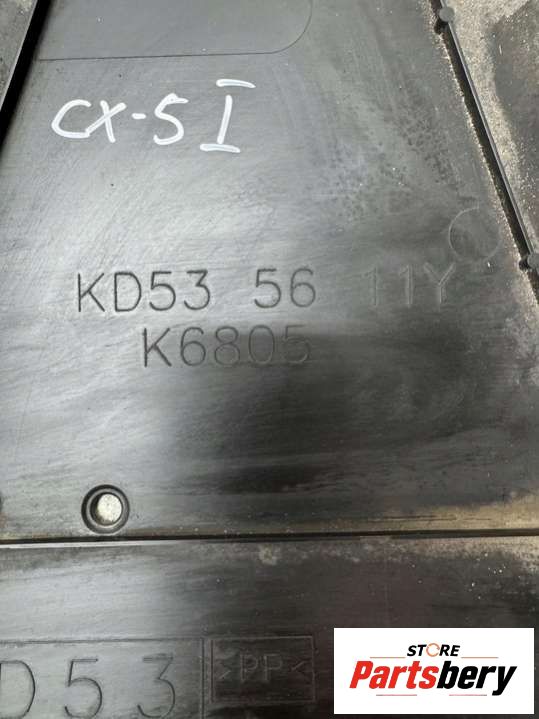 CX-5 I
KD53 56 11Y
K6805
D53 >PP<
STORE
Partsbery